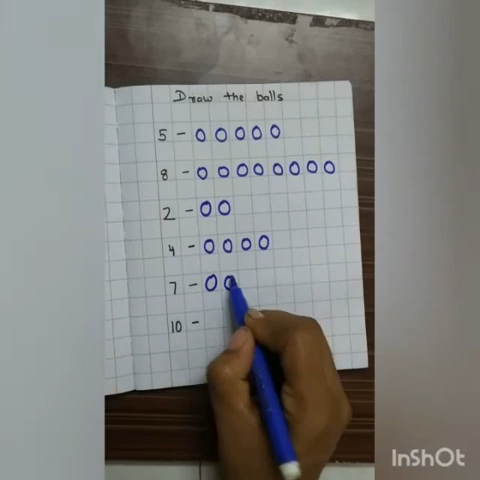 Draw the balls
5 - O O O O O
8 - O O O O O O O O
2 - O O
4 - O O O O
7 - O O
10 -
InShOt